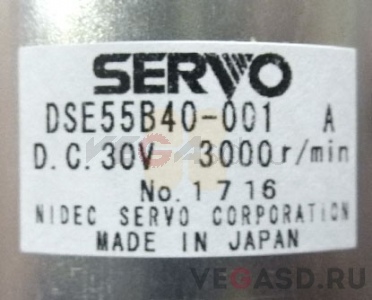 SERVO
DSE55B40-001 A
D.C.30V 3000r/min
No.1716
NIDEC SERVO CORPORATION
MADE IN JAPAN
VEGASD.RU